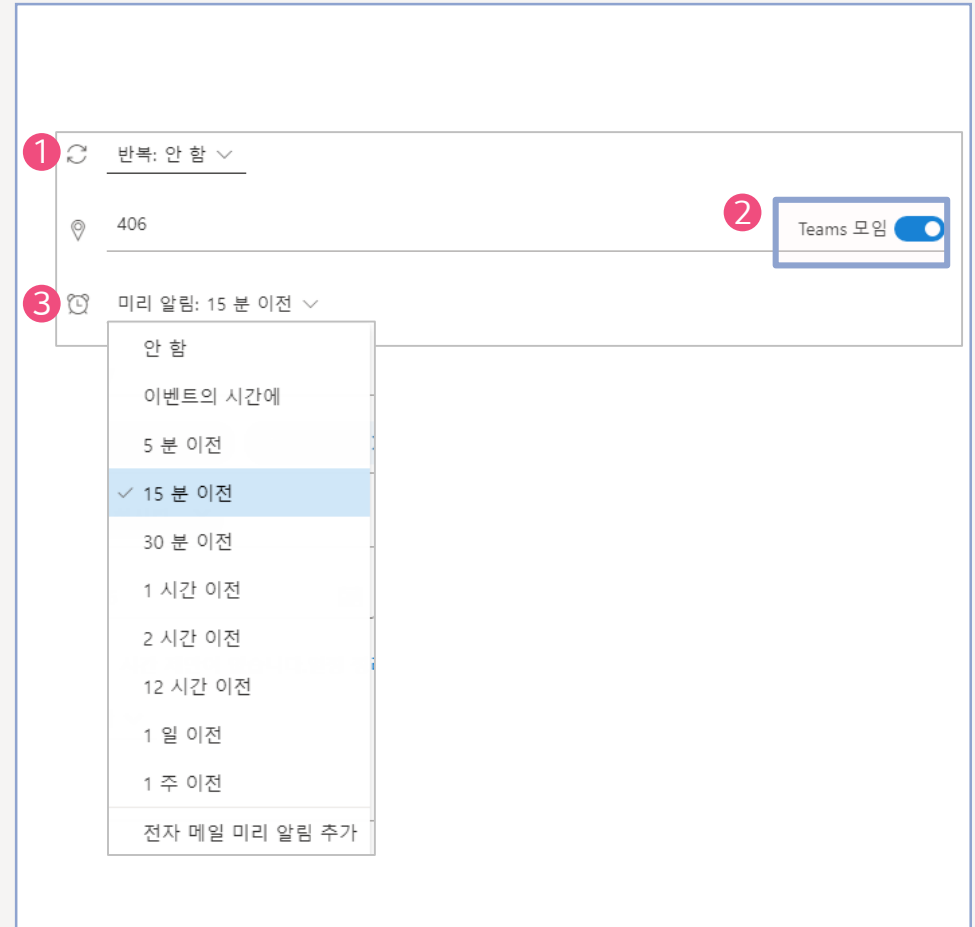 1
반복: 안 함
406
2
Teams 모임
3
미리 알림: 15 분 이전
안 함
이벤트의 시간에
5 분 이전
15 분 이전
30 분 이전
1 시간 이전
2 시간 이전
12 시간 이전
1 일 이전
1 주 이전
전자 메일 미리 알림 추가